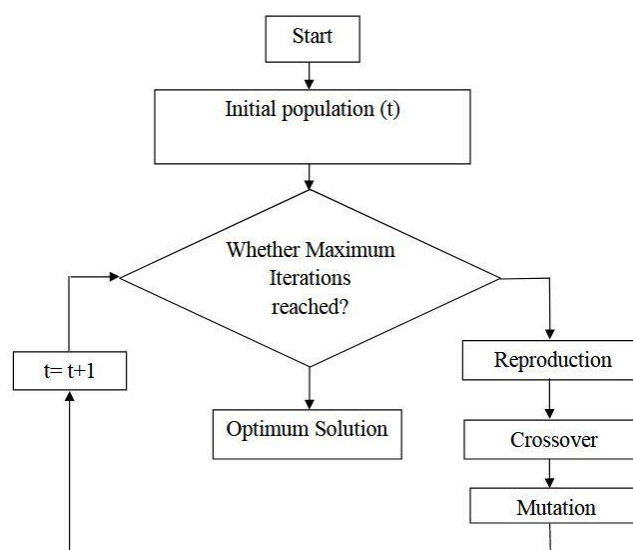 Start
Initial population (t)
Whether Maximum
Iterations
reached?
t= t+1
Reproduction
Optimum Solution
Crossover
Mutation